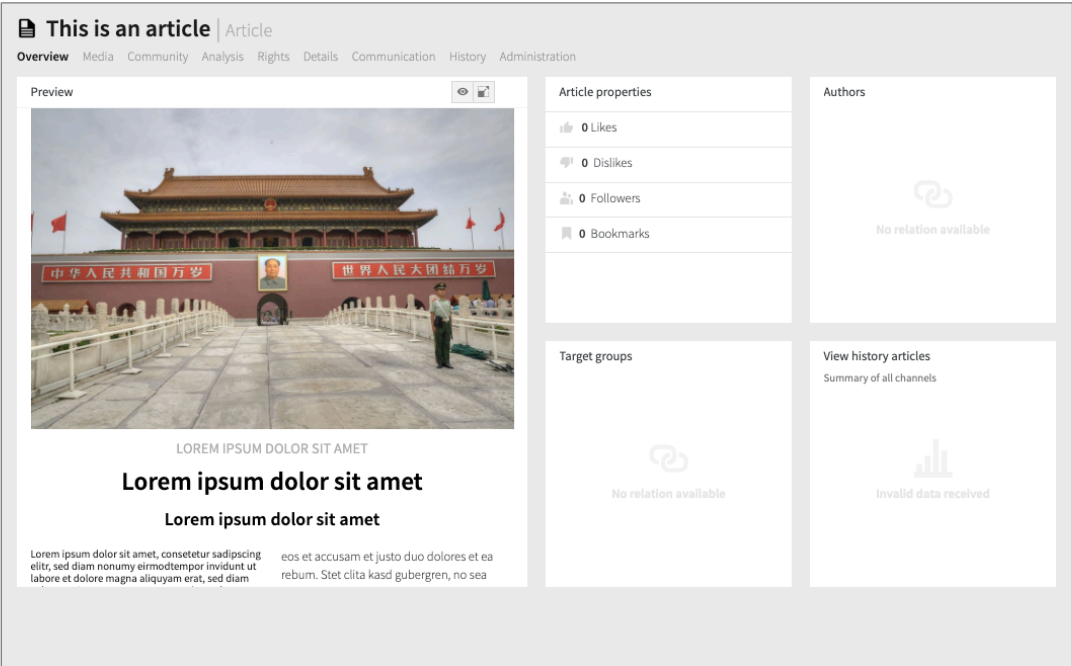 This is an article | Article
Overview Media Community Analysis Rights Details Communication History Administration
Preview
中华人民共和国万岁
世界人民大团结万岁
LOREM IPSUM DOLOR SIT AMET
Lorem ipsum dolor sit amet
Lorem ipsum dolor sit amet
Lorem ipsum dolor sit amet, consetetur sadipscing
elitr, sed diam nonumy eirmodtempor invidunt ut
labore et dolore magna aliquyam erat, sed diam
eos et accusam et justo duo dolores et ea
rebum. Stet clita kasd gubergren, no sea
Article properties
0 Likes
0 Dislikes
0 Followers
0 Bookmarks
Authors
No relation available
Target groups
No relation available
View history articles
Summary of all channels
Invalid data received